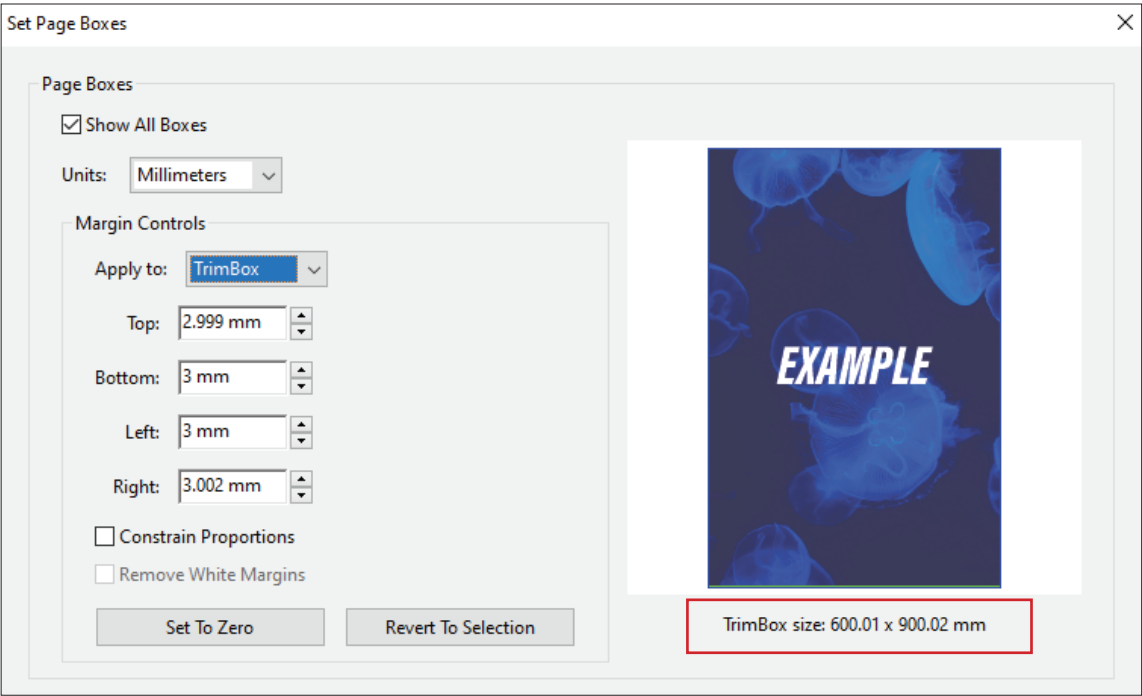 Set Page Boxes
Page Boxes
Show All Boxes
Units: Millimeters
Margin Controls
Apply to: TrimBox
Top: 2.999 mm
Bottom: 3 mm
Left: 3 mm
Right: 3.002 mm
Constrain Proportions
Remove White Margins
Set To Zero Revert To Selection
EXAMPLE
TrimBox size: 600.01 x 900.02 mm